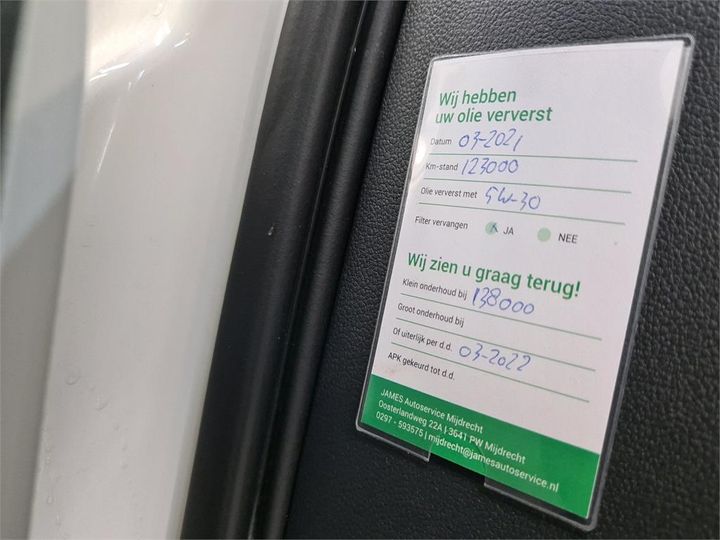 Wij hebben
uw olie ververst
Datum 03-2021
Km-stand 123000
Olie ververst met 5W-30
Filter vervangen JA NEE
Wij zien u graag terug!
Klein onderhoud bij 138000
Groot onderhoud bij
Of uiterlijk per d.d. 03-2022
APK gekeurd tot d.d.
JAMES Autoservice Mijdrecht
Oosterlandweg 22A | 3641 PW Mijdrecht
0297 - 593575 | mijdrecht@jamesautoservice.nl